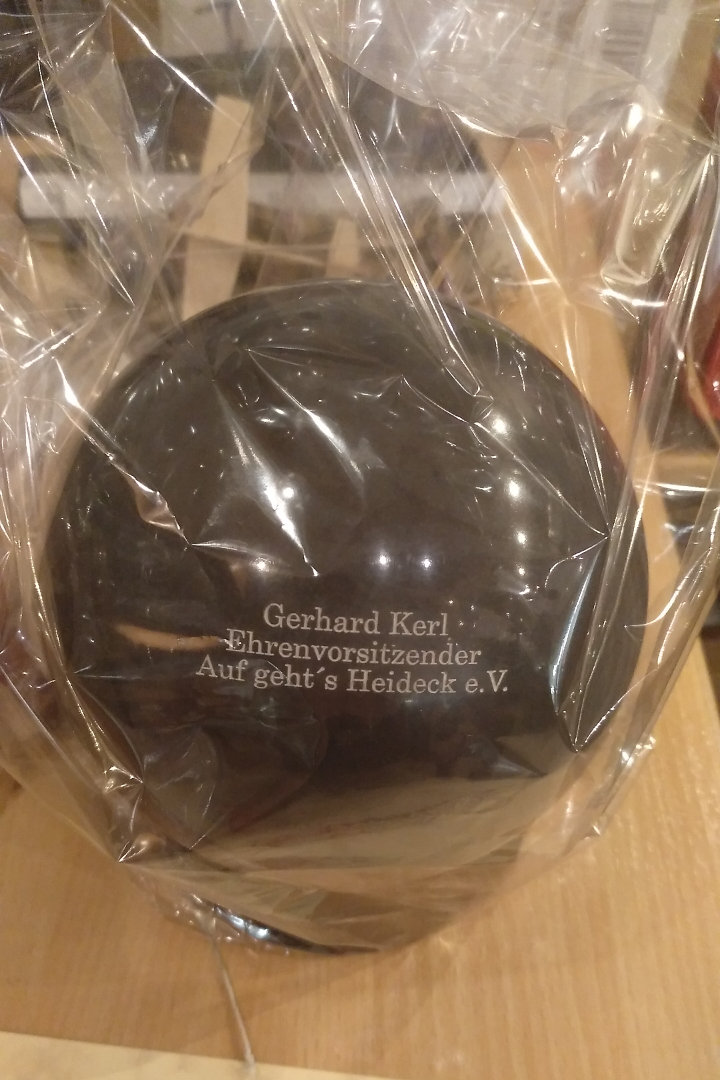 Gerhard Kerl
Ehrenvorsitzender
Auf geht´s Heideck e.V.